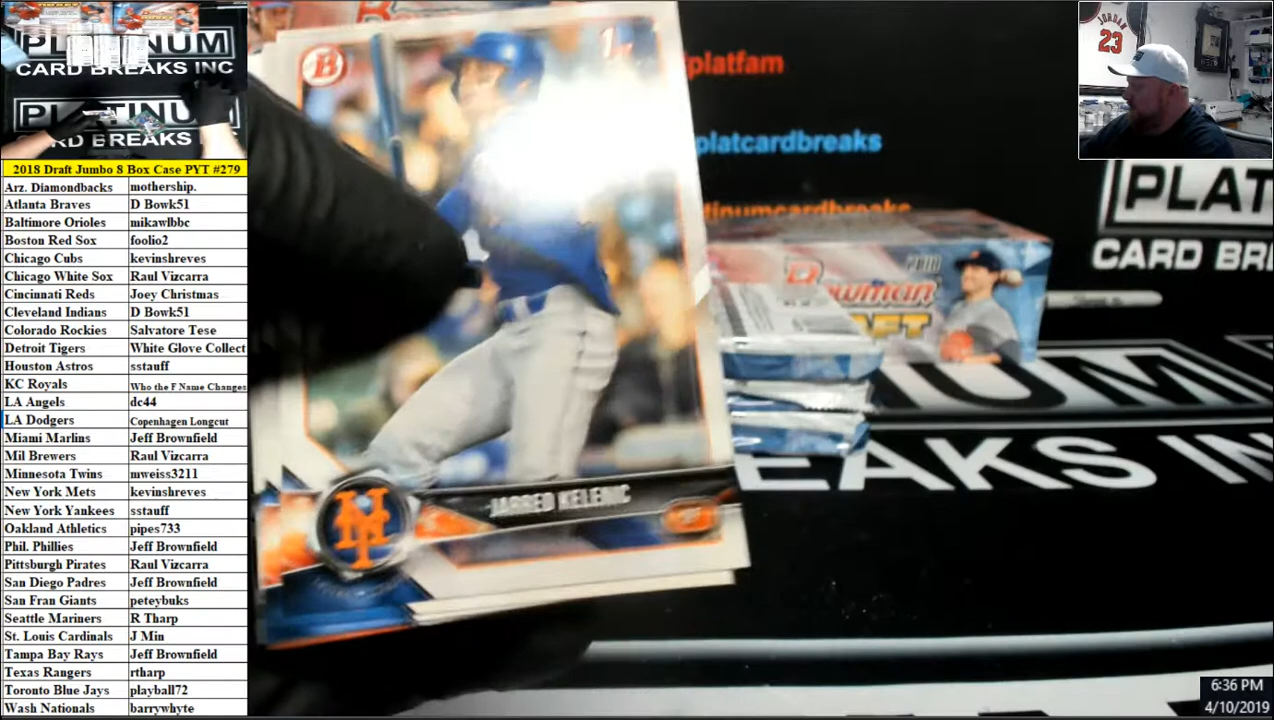 PLATINUM
CARD BREAKS INC
PLATINUM
CARD BREAKS INC
2018 Draft Jumbo 8 Box Case PYT #279
Arz. Diamondbacks mothership.
Atlanta Braves D Bowk51
Baltimore Orioles mikawlbbc
Boston Red Sox foolio2
Chicago Cubs kevinshreves
Chicago White Sox Raul Vizcarra
Cincinnati Reds Joey Christmas
Cleveland Indians D Bowk51
Colorado Rockies Salvatore Tese
Detroit Tigers White Glove Collect
Houston Astros sstauff
KC Royals Who the F Name Changes
LA Angels dc44
LA Dodgers Copenhagen Longcut
Miami Marlins Jeff Brownfield
Mil Brewers Raul Vizcarra
Minnesota Twins mweiss3211
New York Mets kevinshreves
New York Yankees sstauff
Oakland Athletics pipes733
Phil. Phillies Jeff Brownfield
Pittsburgh Pirates Raul Vizcarra
San Diego Padres Jeff Brownfield
San Fran Giants peteybuks
Seattle Mariners R Tharp
St. Louis Cardinals J Min
Tampa Bay Rays Jeff Brownfield
Texas Rangers rtharp
Toronto Blue Jays playball72
Wash Nationals barrywhyte
B
JARRED KELENIC
OF
/platfam
platcardbreaks
tinumcardbreaks
2018
Bowman
DRAFT
JORDAN
23
PLAT
CARD BRE
UM
EAKS IN
6:36 PM
4/10/2019